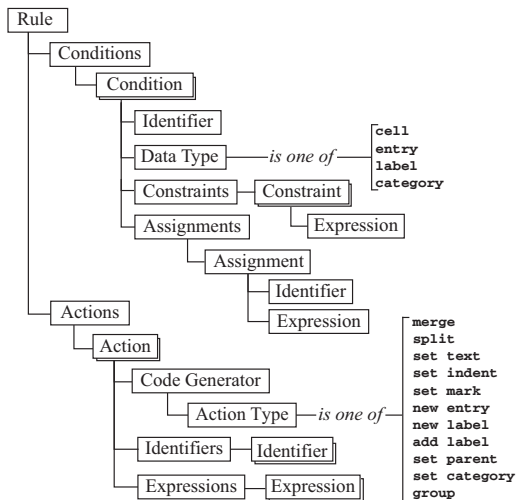 Rule
Conditions
Condition
Identifier
Data Type is one of
cell
entry
label
category
Constraints Constraint
Expression
Assignments
Assignment
Identifier
Expression
Actions
Action
Code Generator
Action Type is one of
merge
split
set text
set indent
set mark
new entry
new label
add label
set parent
set category
group
Identifiers Identifier
Expressions Expression